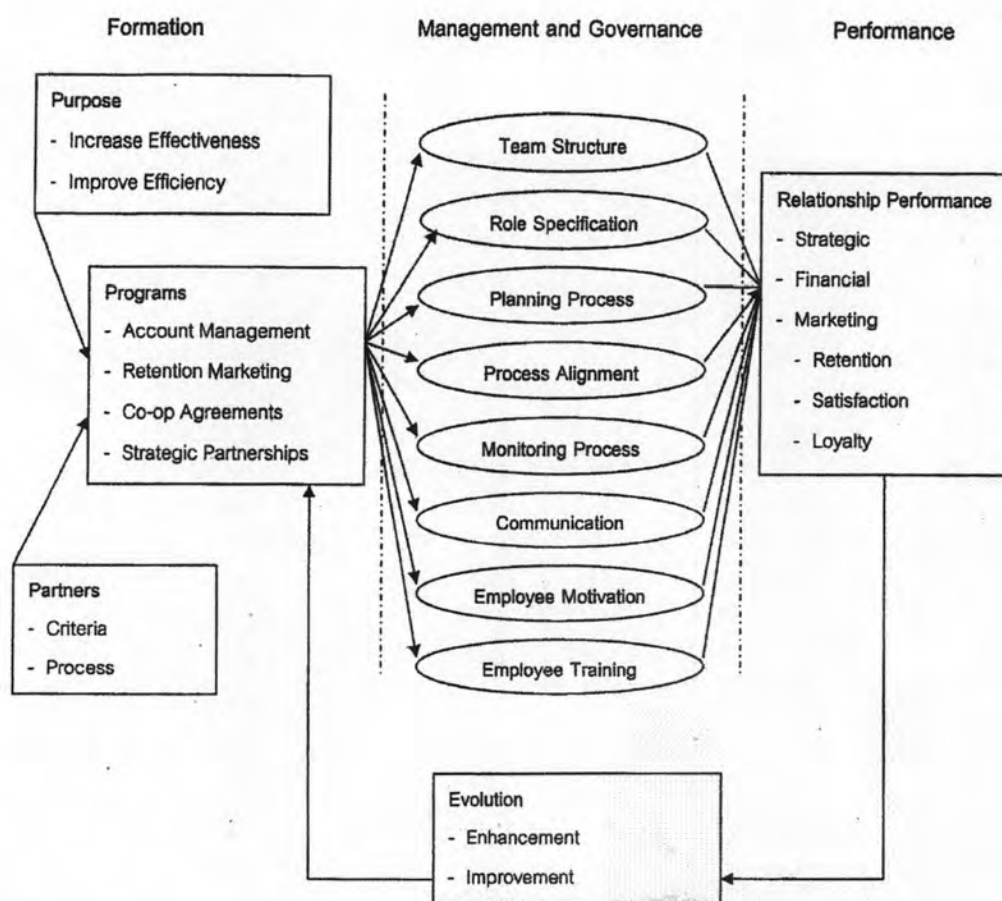 Formation
Management and Governance
Performance
Purpose
- Increase Effectiveness
- Improve Efficiency
Programs
- Account Management
- Retention Marketing
- Co-op Agreements
- Strategic Partnerships
Partners
- Criteria
- Process
Team Structure
Role Specification
Planning Process
Process Alignment
Monitoring Process
Communication
Employee Motivation
Employee Training
Relationship Performance
- Strategic
- Financial
- Marketing
- Retention
- Satisfaction
- Loyalty
Evolution
- Enhancement
- Improvement